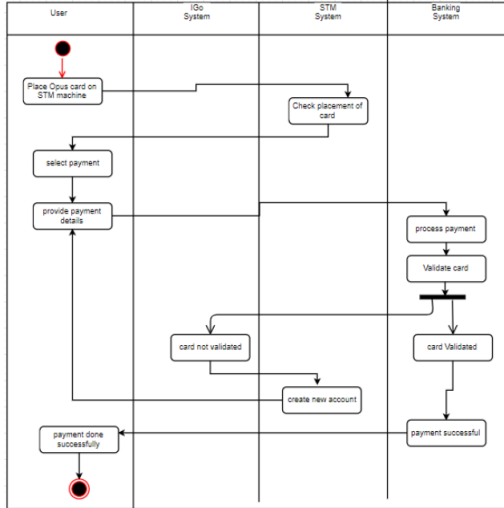 User
IGo
System
STM
System
Banking
System
Place Opus card on
STM machine
Check placement of
card
select payment
provide payment
details
process payment
Validate card
card not validated
card Validated
create new account
payment done
successfully
payment successful